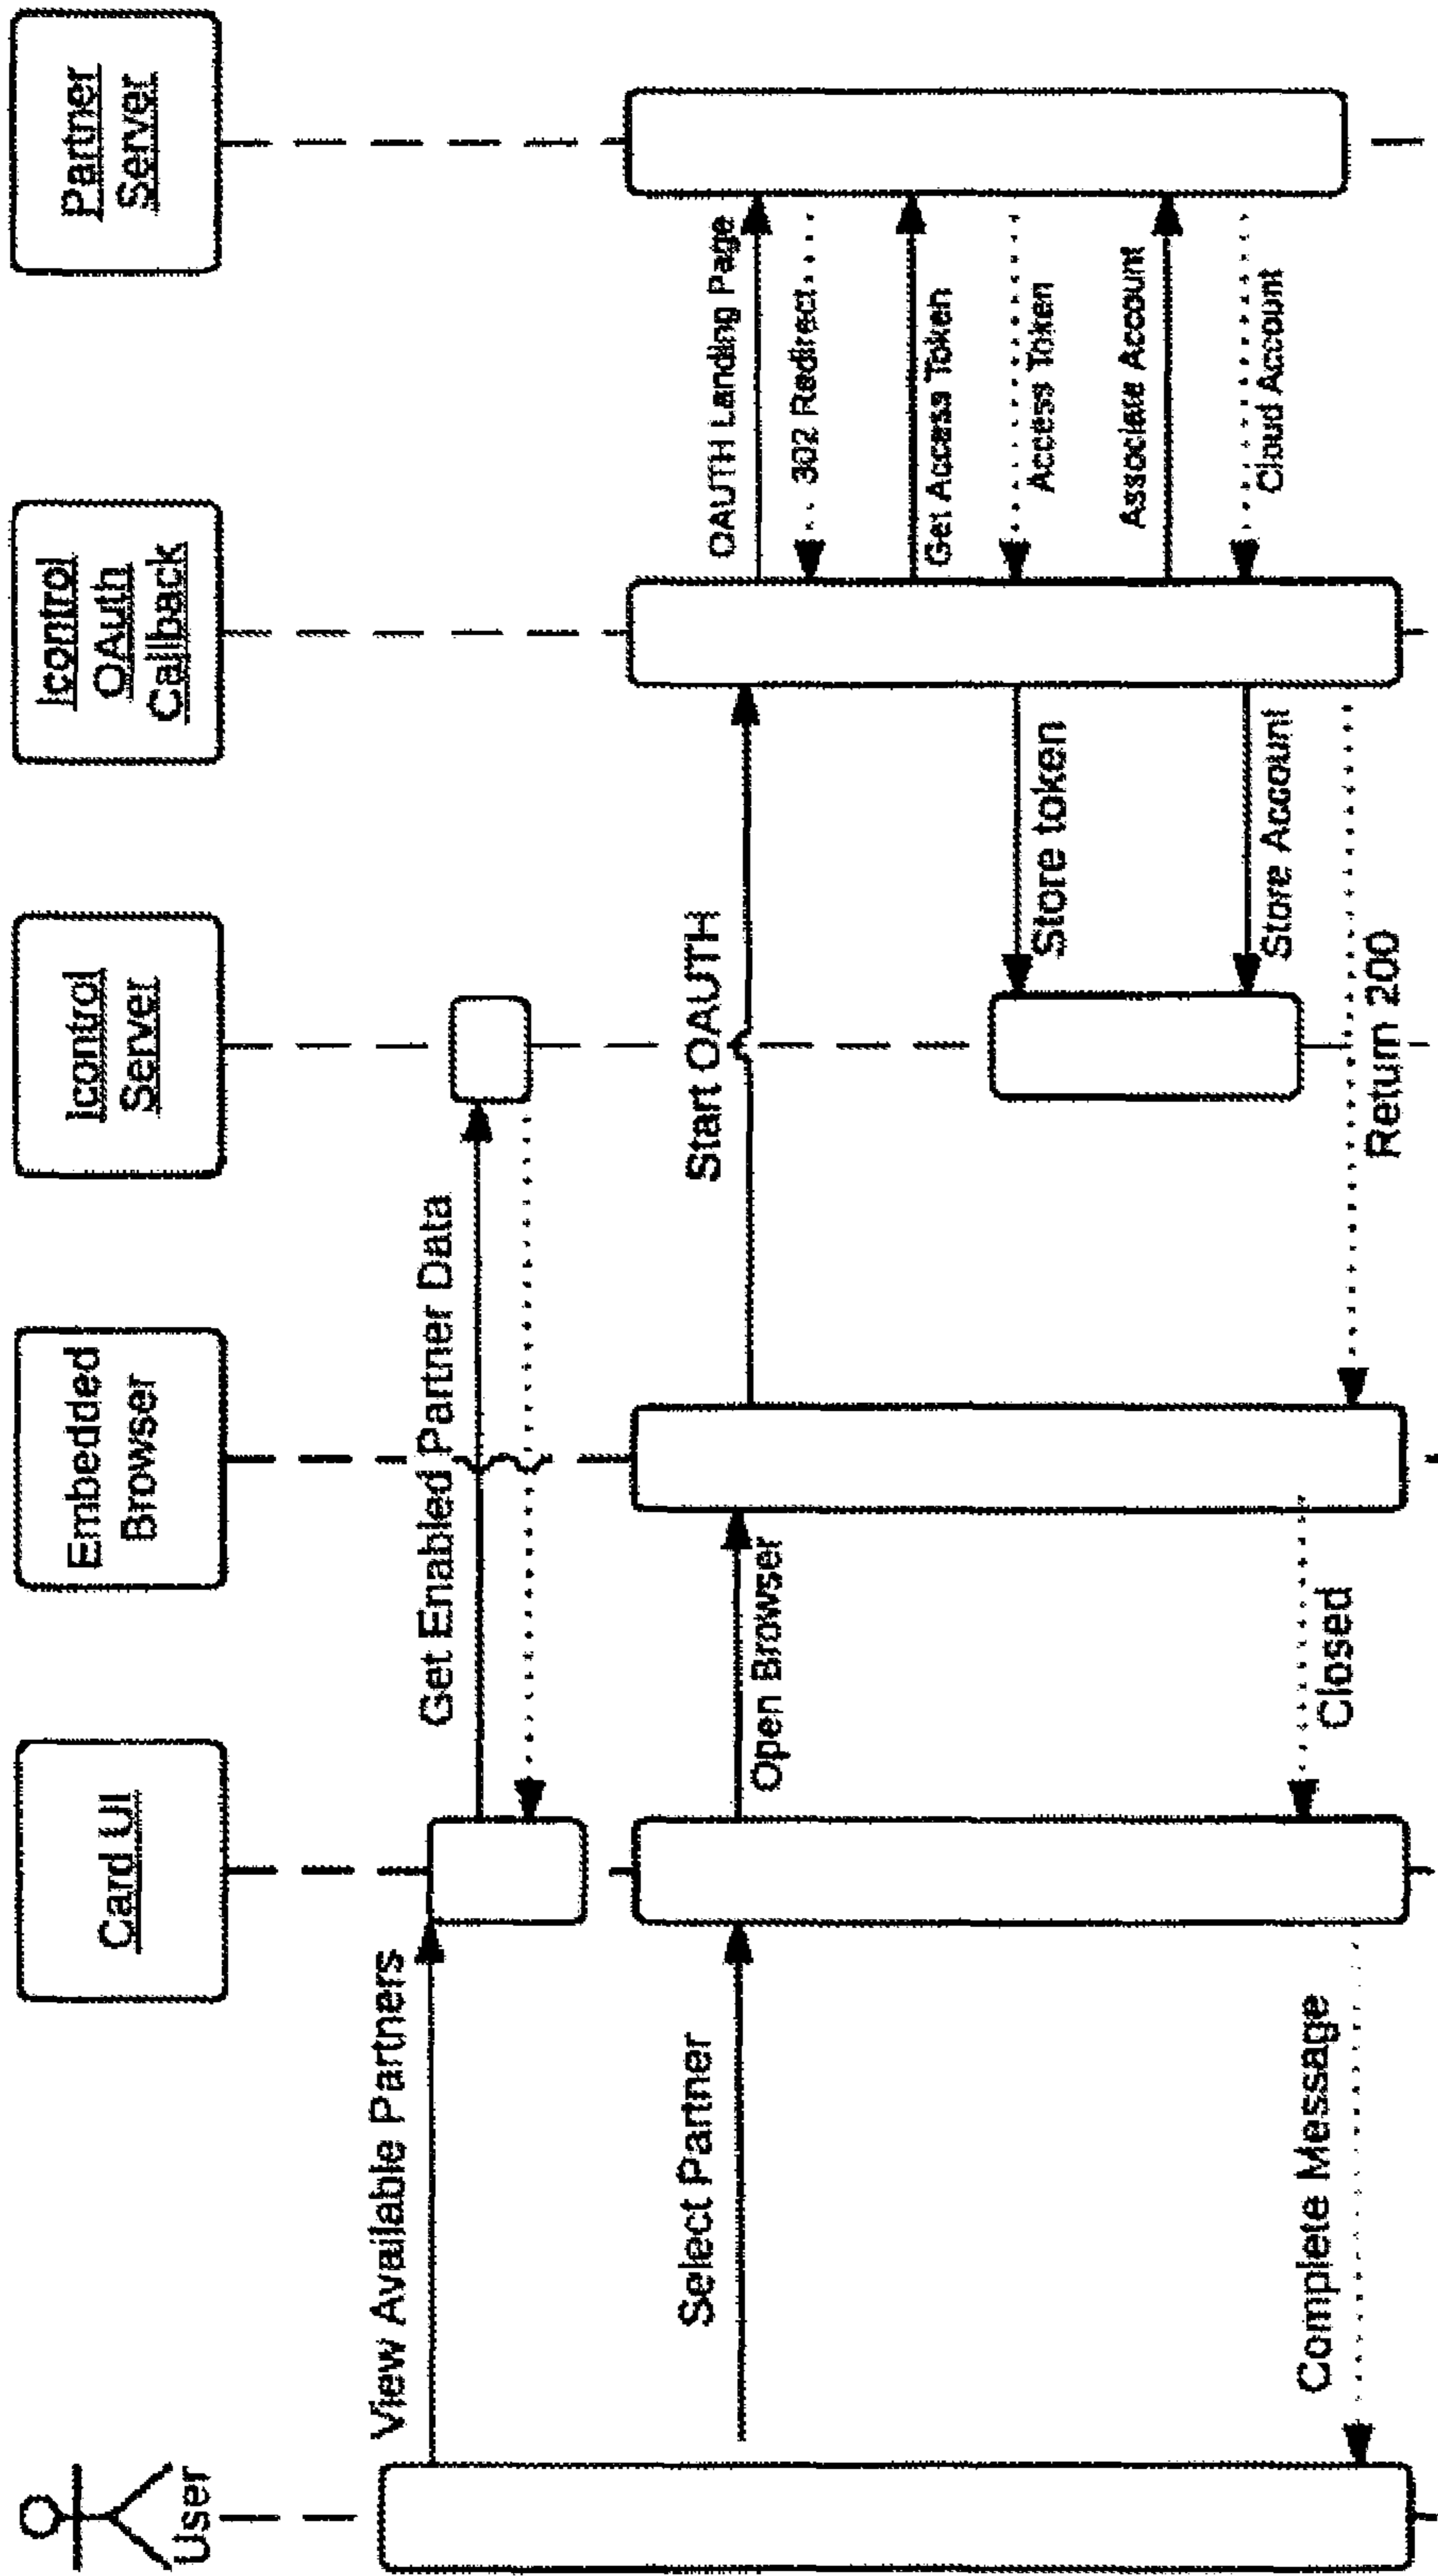 User
Card UI
Embedded
Browser
Icontrol
Server
Icontrol
OAuth
Callback
Partner
Server
View Available Partners
Get Enabled Partner Data
Select Partner
Open Browser
Start OAUTH
OAUTH Landing Page
302 Redirect
Get Access Token
Access Token
Store token
Associate Account
Cloud Account
Store Account
Return 200
Closed
Complete Message